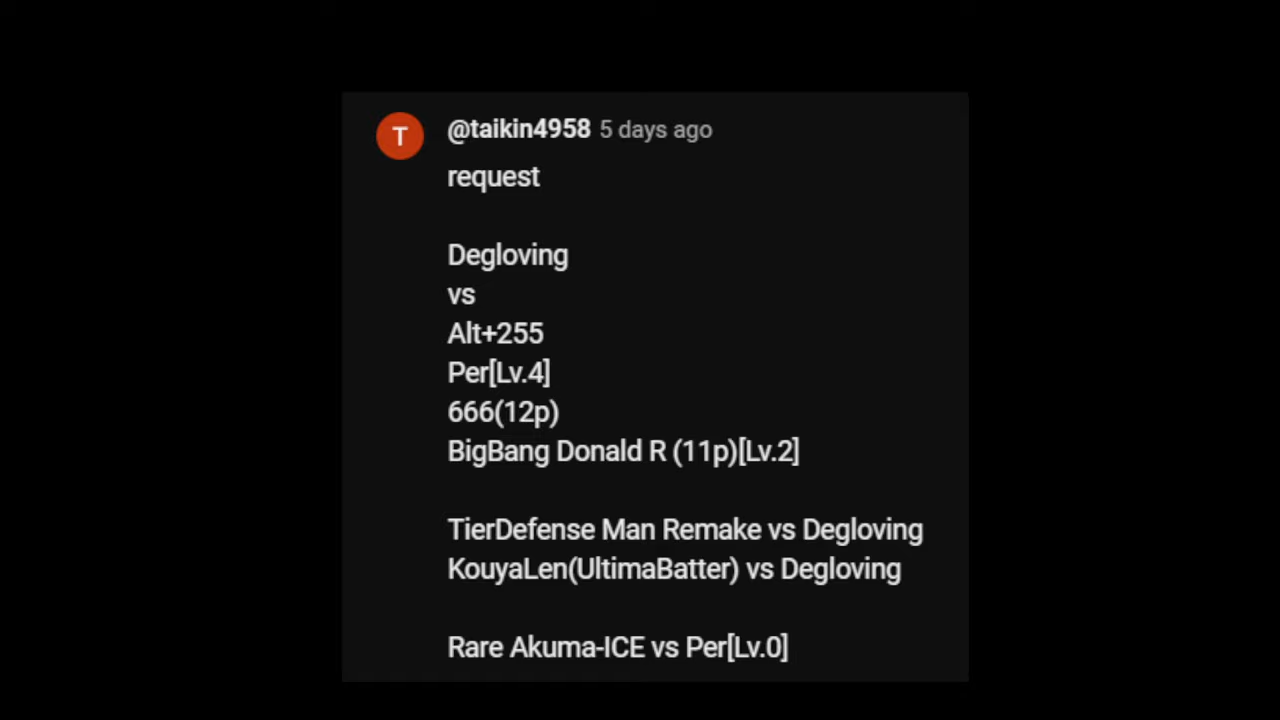 T
@taikin4958 5 days ago
request
Degloving
vs
Alt+255
Per[Lv.4]
666(12p)
BigBang Donald R (11p)[Lv.2]
TierDefense Man Remake vs Degloving
KouyaLen(UltimaBatter) vs Degloving
Rare Akuma-ICE vs Per[Lv.0]